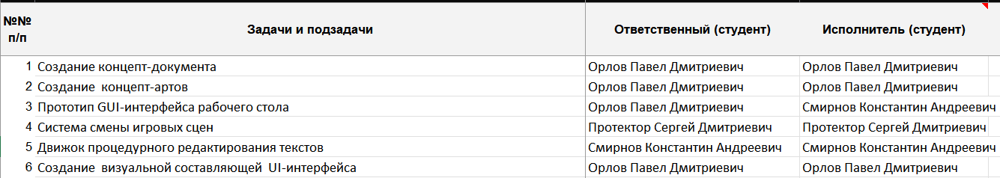 №№ п/п Задачи и подзадачи Ответственный (студент) Исполнитель (студент)
1 Создание концепт-документа Орлов Павел Дмитриевич Орлов Павел Дмитриевич
2 Создание концепт-артов Орлов Павел Дмитриевич Орлов Павел Дмитриевич
3 Прототип GUI-интерфейса рабочего стола Орлов Павел Дмитриевич Смирнов Константин Андреевич
4 Система смены игровых сцен Протектор Сергей Дмитриевич Протектор Сергей Дмитриевич
5 Движок процедурного редактирования текстов Смирнов Константин Андреевич Смирнов Константин Андреевич
6 Создание визуальной составляющей UI-интерфейса Орлов Павел Дмитриевич Орлов Павел Дмитриевич